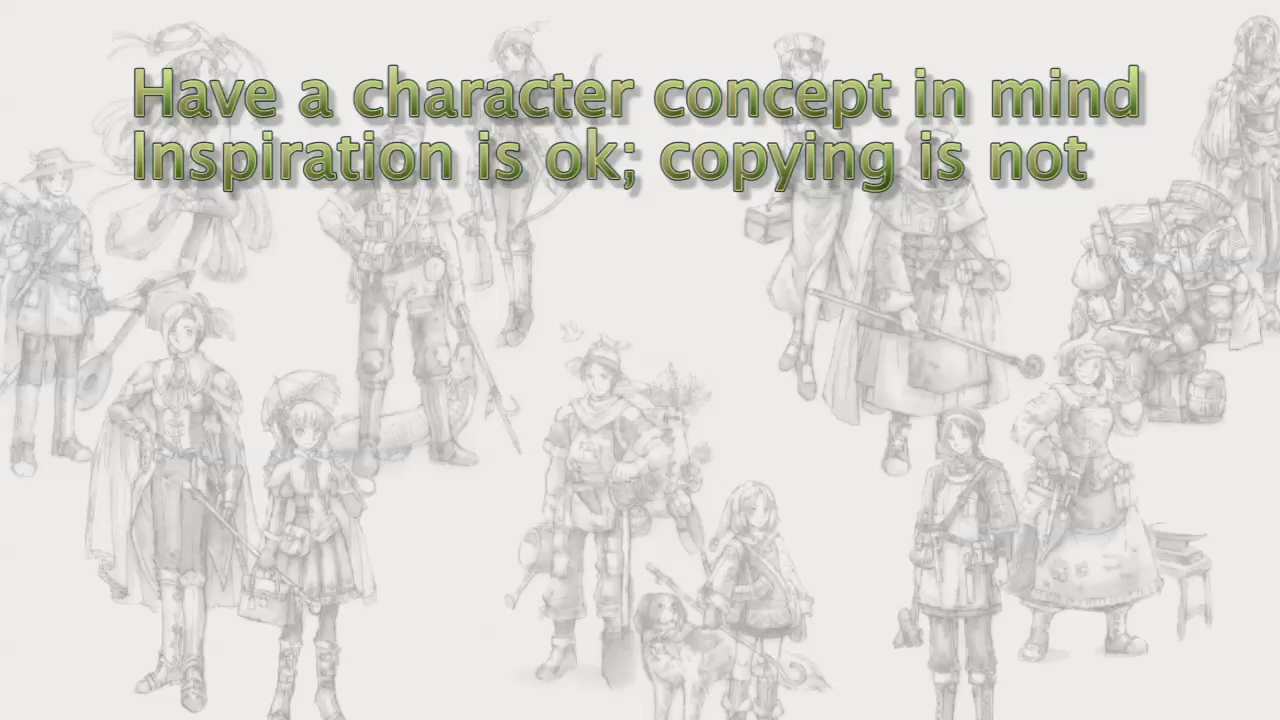 Have a character concept in mind
Inspiration is ok; copying is not